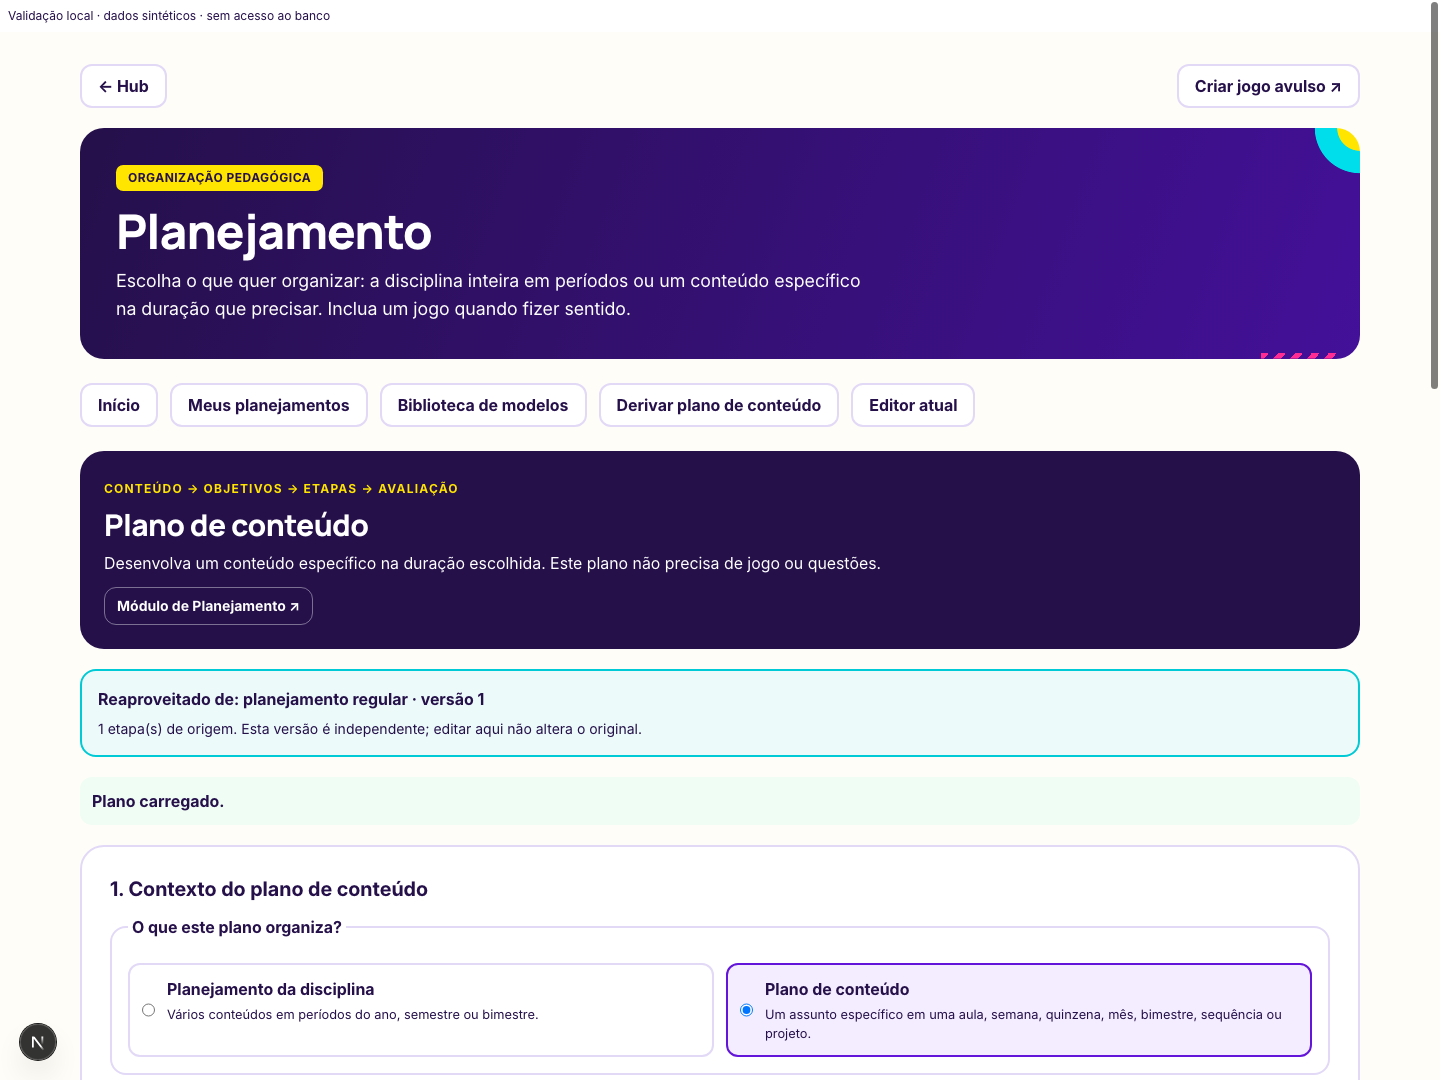 Validação local · dados sintéticos · sem acesso ao banco
← Hub
Criar jogo avulso ↗
ORGANIZAÇÃO PEDAGÓGICA
Planejamento
Escolha o que quer organizar: a disciplina inteira em períodos ou um conteúdo específico
na duração que precisar. Inclua um jogo quando fizer sentido.
Início
Meus planejamentos
Biblioteca de modelos
Derivar plano de conteúdo
Editor atual
CONTEÚDO → OBJETIVOS → ETAPAS → AVALIAÇÃO
Plano de conteúdo
Desenvolva um conteúdo específico na duração escolhida. Este plano não precisa de jogo ou questões.
Módulo de Planejamento ↗
Reaproveitado de: planejamento regular · versão 1
1 etapa(s) de origem. Esta versão é independente; editar aqui não altera o original.
Plano carregado.
1. Contexto do plano de conteúdo
O que este plano organiza?
Planejamento da disciplina
Vários conteúdos em períodos do ano, semestre ou bimestre.
Plano de conteúdo
Um assunto específico em uma aula, semana, quinzena, mês, bimestre, sequência ou
projeto.
N